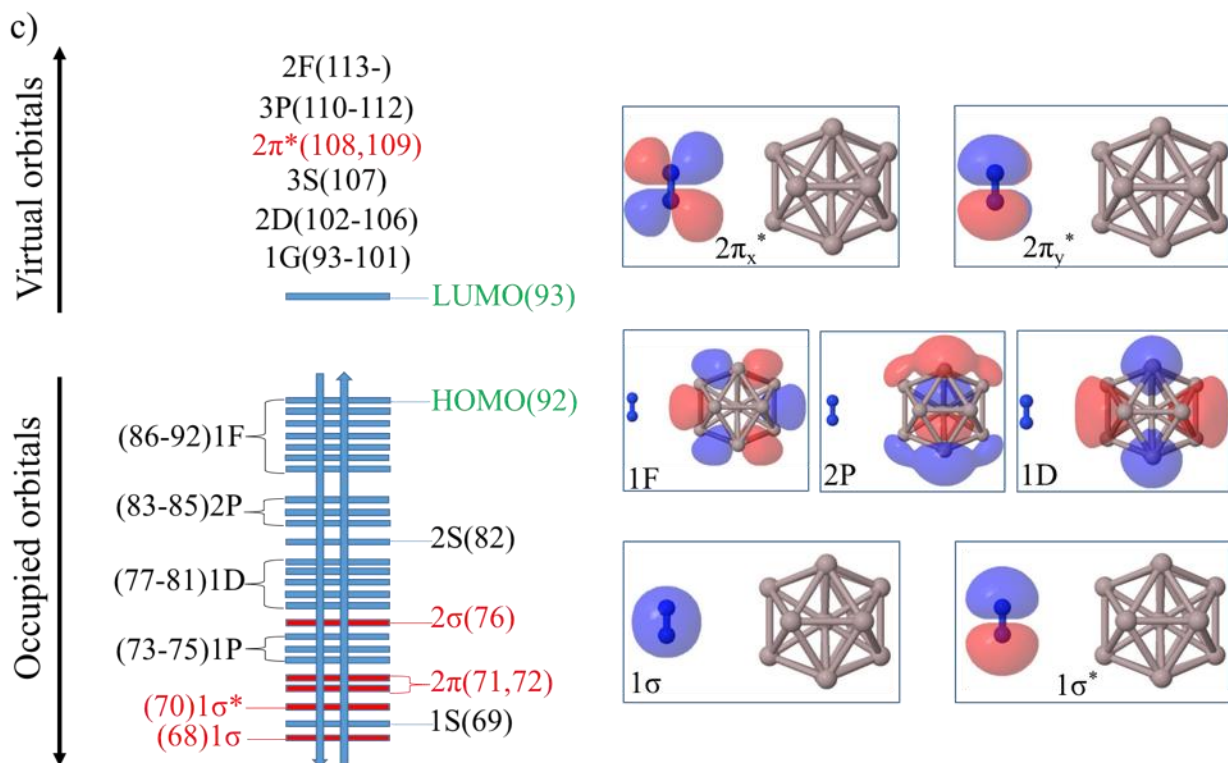 c)
Virtual orbitals
2F(113-)
3P(110-112)
2π*(108,109)
3S(107)
2D(102-106)
1G(93-101)
LUMO(93)
Occupied orbitals
HOMO(92)
(86-92)1F
(83-85)2P
2S(82)
(77-81)1D
2σ(76)
(73-75)1P
2π(71,72)
(70)1σ*
1S(69)
(68)1σ
2πx*
2πy*
1F
2P
1D
1σ
1σ*